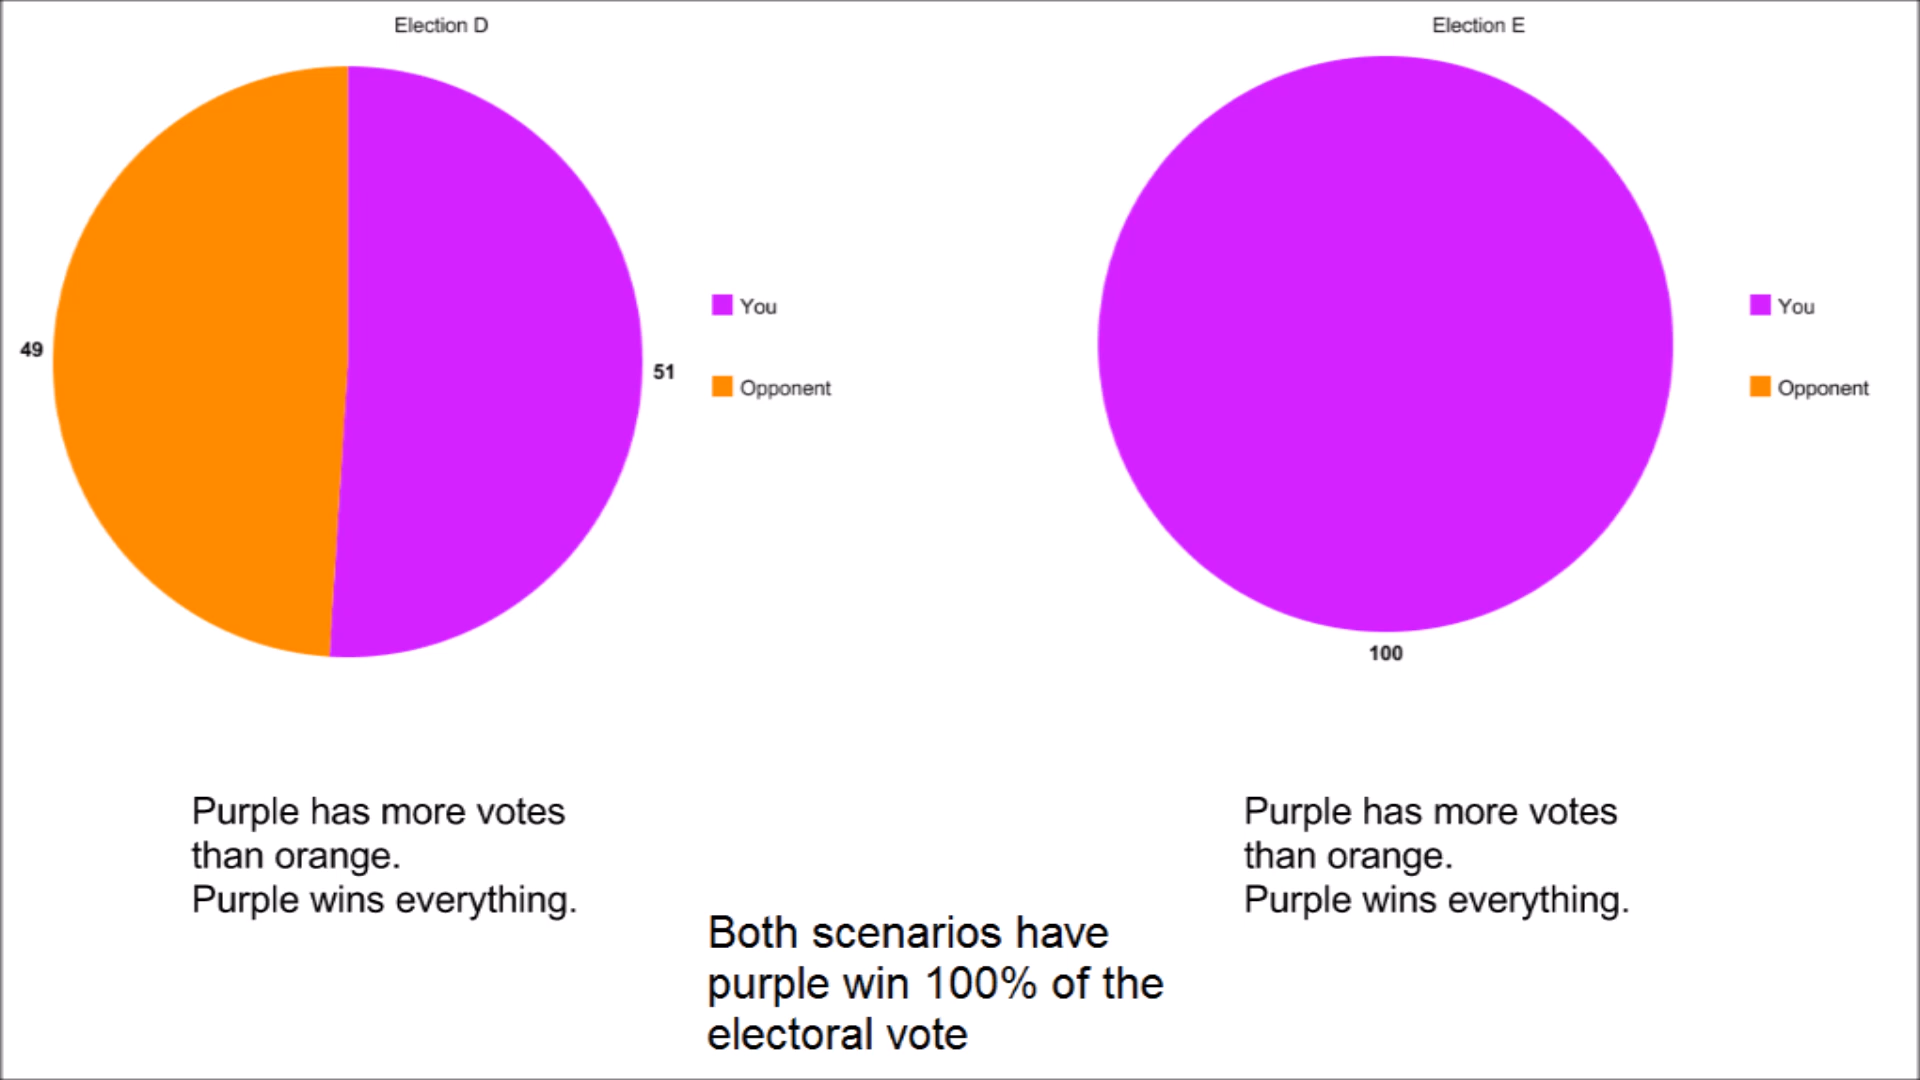 Election D
49
51
You
Opponent
Purple has more votes
than orange.
Purple wins everything.
Election E
100
You
Opponent
Purple has more votes
than orange.
Purple wins everything.
Both scenarios have
purple win 100% of the
electoral vote